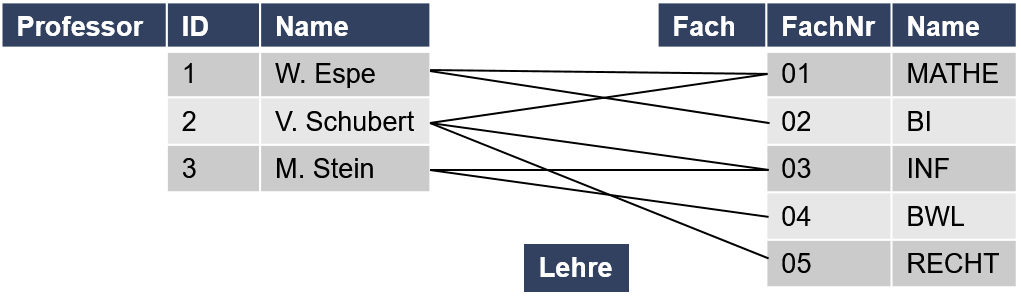 Professor ID Name Fach FachNr Name
1 W. Espe 01 MATHE
2 V. Schubert 02 BI
3 M. Stein 03 INF
04 BWL
05 RECHT
Lehre